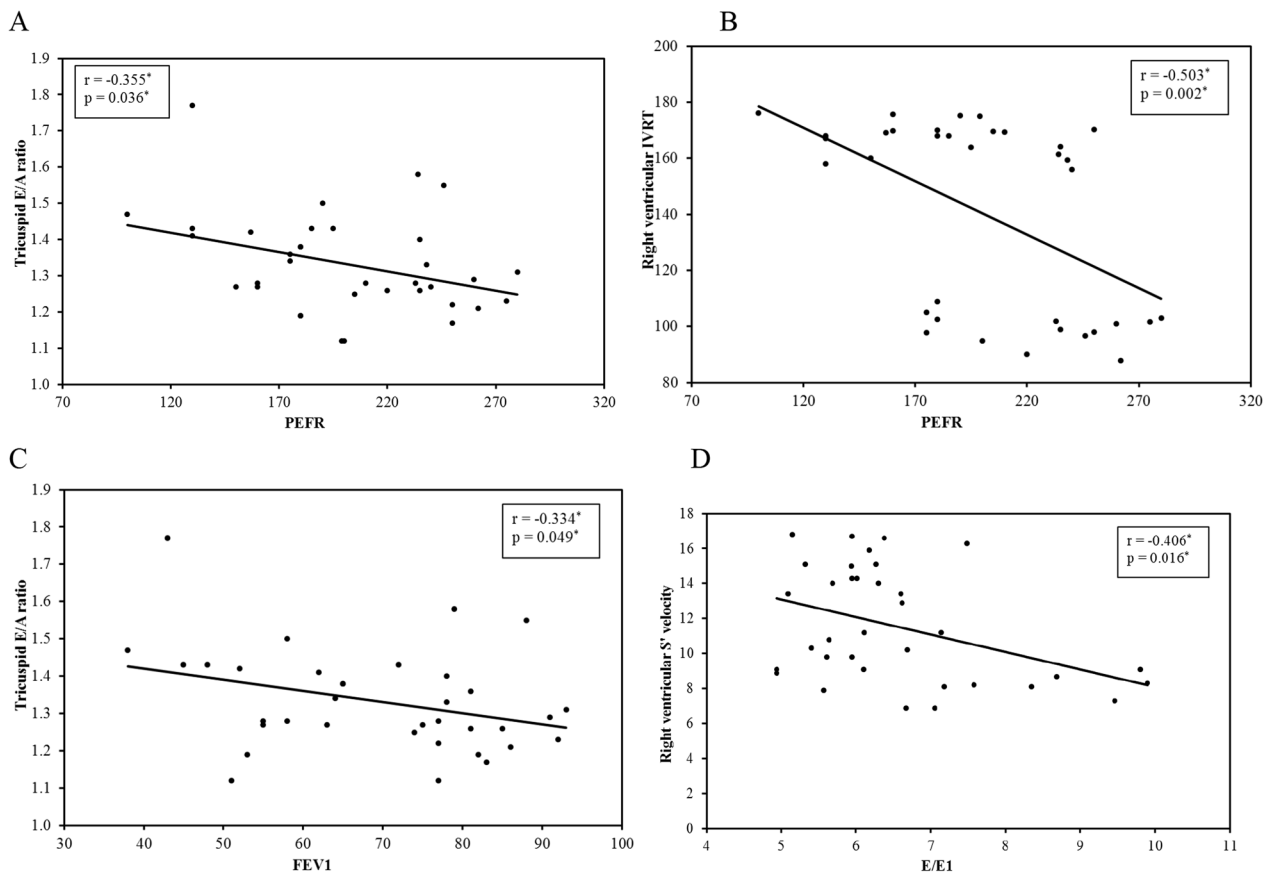 A
1.9
1.8
1.7
1.6
1.5
1.4
1.3
1.2
1.1
1.0
Tricuspid E/A ratio
r = -0.355*
p = 0.036*
70 120 170 220 270 320
PEFR
B
200
180
160
140
120
100
80
Right ventricular IVRT
r = -0.503*
p = 0.002*
70 120 170 220 270 320
PEFR
C
1.9
1.8
1.7
1.6
1.5
1.4
1.3
1.2
1.1
1.0
Tricuspid E/A ratio
r = -0.334*
p = 0.049*
30 40 50 60 70 80 90 100
FEV1
D
18
16
14
12
10
8
6
4
2
0
Right ventricular S' velocity
r = -0.406*
p = 0.016*
4 5 6 7 8 9 10 11
E/E1